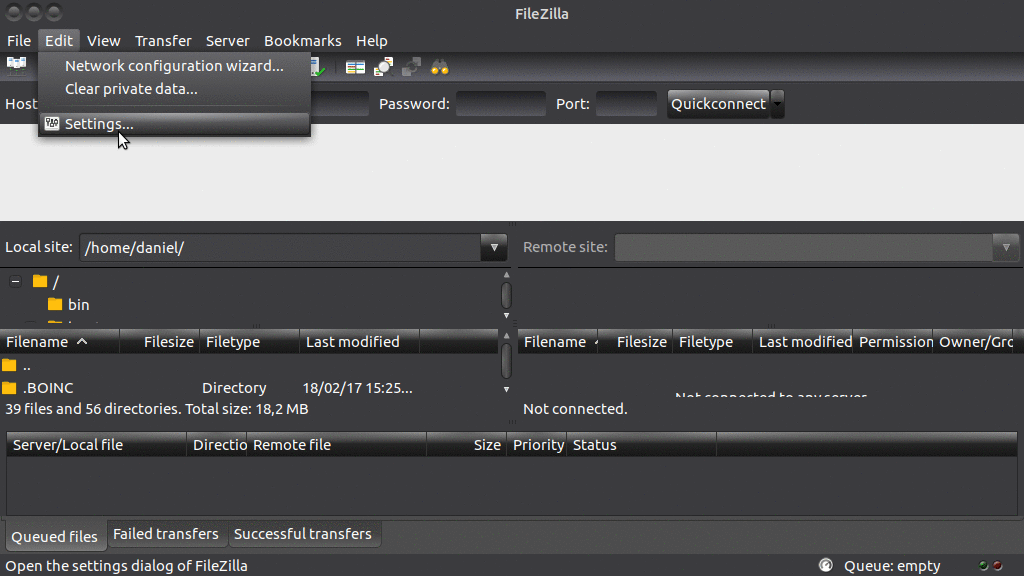 FileZilla
File Edit View Transfer Server Bookmarks Help
Network configuration wizard...
Clear private data...
Host
Password:
Port:
Quickconnect
Settings...
Local site: /home/daniel/
Remote site:
/
bin
Filename Filesize Filetype Last modified
Filename Filesize Filetype Last modified Permission Owner/Gro
..
.BOINC Directory 18/02/17 15:25...
Not connected to any server
39 files and 56 directories. Total size: 18,2 MB
Not connected.
Server/Local file Directio Remote file Size Priority Status
Queued files Failed transfers Successful transfers
Open the settings dialog of FileZilla
Queue: empty